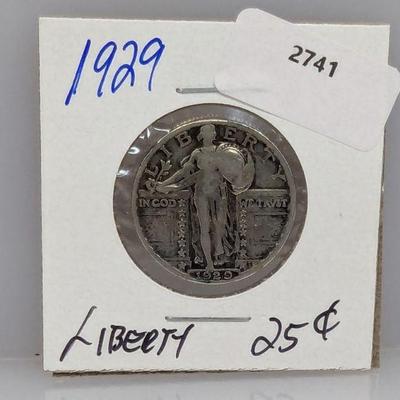 1929
2741
LIBERTY
IN GOD WE TRUST
1929
LIBERTY 25¢